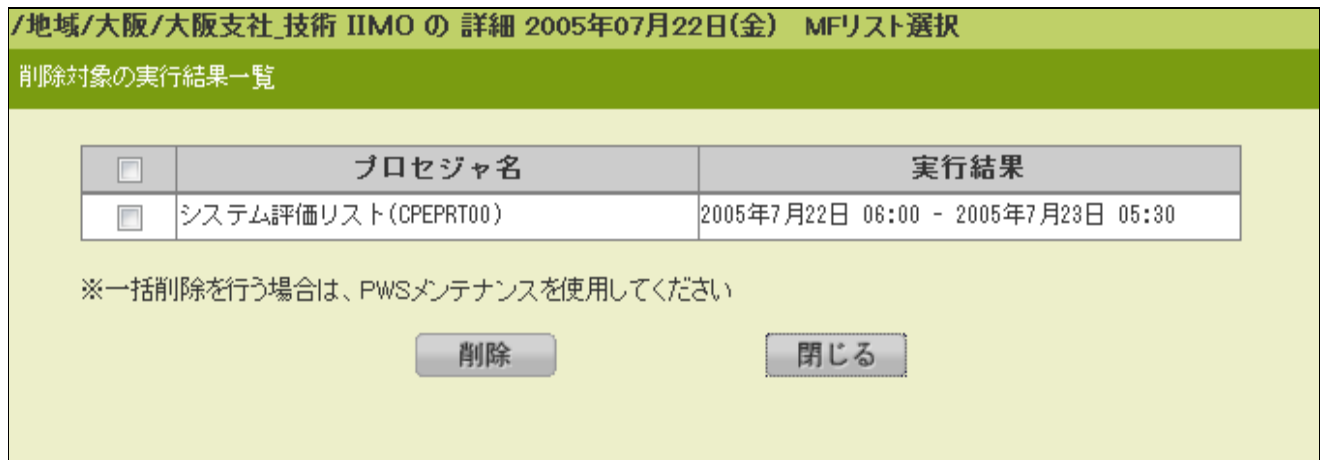 /地域/大阪/大阪支社_技術 IIMO の 詳細 2005年07月22日(金) MFリスト選択
削除対象の実行結果一覧
プロセジャ名 実行結果
システム評価リスト(CPEPRT00) 2005年7月22日 06:00 - 2005年7月23日 05:30
※一括削除を行う場合は、PWSメンテナンスを使用してください
削除 閉じる